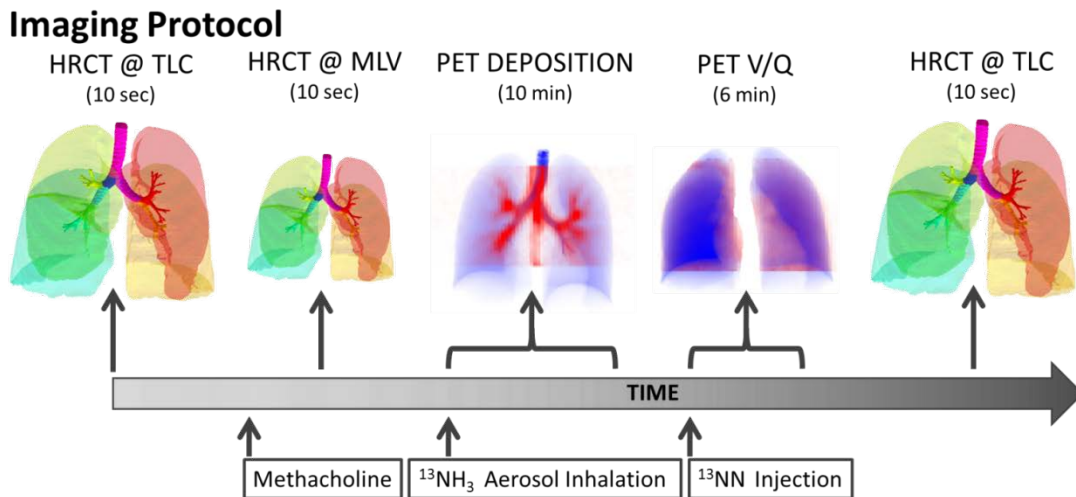 Imaging Protocol
HRCT @ TLC
(10 sec)
HRCT @ MLV
(10 sec)
PET DEPOSITION
(10 min)
PET V/Q
(6 min)
HRCT @ TLC
(10 sec)
TIME
Methacholine
¹³NH₃ Aerosol Inhalation
¹³NN Injection